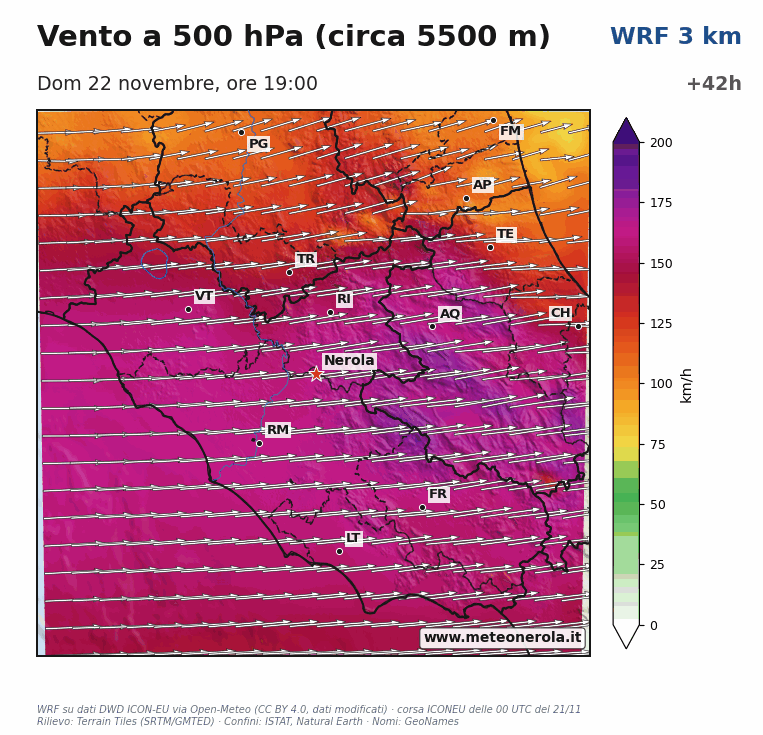 Vento a 500 hPa (circa 5500 m)
WRF 3 km
Dom 22 novembre, ore 19:00
+42h
PG
FM
AP
TE
TR
VT
RI
AQ
CH
Nerola
RM
FR
LT
www.meteonerola.it
200
175
150
125
100
75
50
25
0
km/h
WRF su dati DWD ICON-EU via Open-Meteo (CC BY 4.0, dati modificati) · corsa ICONEU delle 00 UTC del 21/11
Rilievo: Terrain Tiles (SRTM/GMTED) · Confini: ISTAT, Natural Earth · Nomi: GeoNames